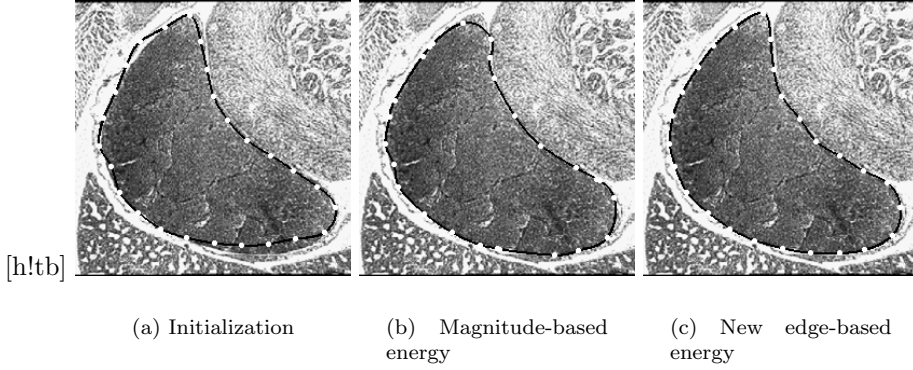 [h!tb]
(a) Initialization
(b) Magnitude-based
energy
(c) New edge-based
energy